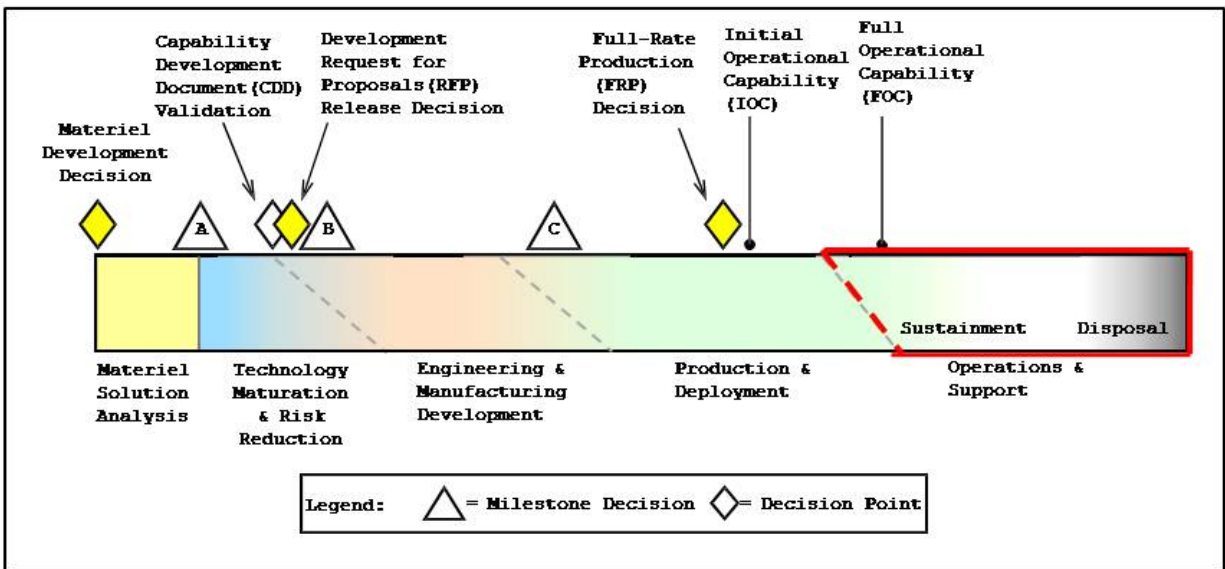 Materiel
Development
Decision
Capability
Development
Document(CDD)
Validation
Development
Request for
Proposals(RFP)
Release Decision
Full-Rate
Production
(FRP)
Decision
Initial
Operational
Capability
(IOC)
Full
Operational
Capability
(FOC)
A
B
C
Sustainment
Disposal
Materiel
Solution
Analysis
Technology
Maturation
& Risk
Reduction
Engineering &
Manufacturing
Development
Production &
Deployment
Operations &
Support
Legend:
= Milestone Decision
= Decision Point